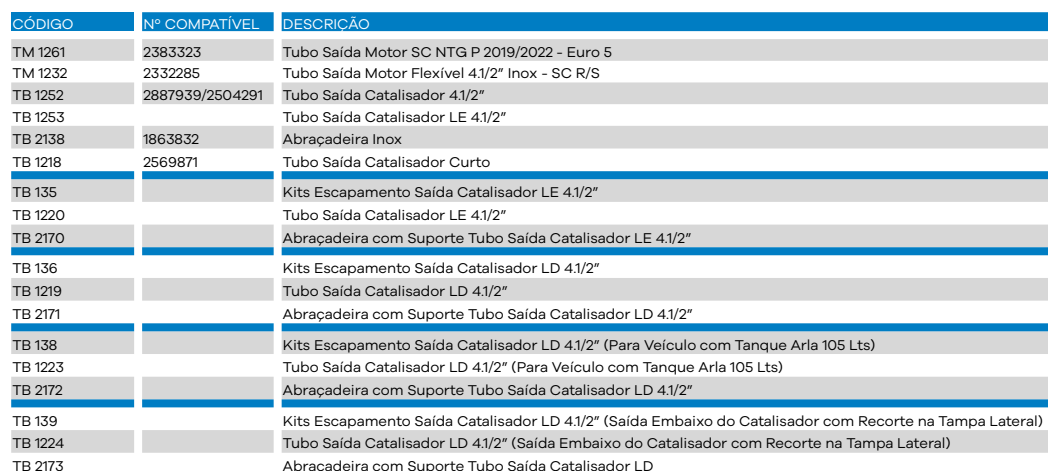 CÓDIGO Nº COMPATÍVEL DESCRIÇÃO
TM 1261 2383323 Tubo Saída Motor SC NTG P 2019/2022 - Euro 5
TM 1232 2332285 Tubo Saída Motor Flexível 4.1/2" Inox - SC R/S
TB 1252 2887939/2504291 Tubo Saída Catalisador 4.1/2"
TB 1253 Tubo Saída Catalisador LE 4.1/2"
TB 2138 1863832 Abraçadeira Inox
TB 1218 2569871 Tubo Saída Catalisador Curto
TB 135 Kits Escapamento Saída Catalisador LE 4.1/2"
TB 1220 Tubo Saída Catalisador LE 4.1/2"
TB 2170 Abraçadeira com Suporte Tubo Saída Catalisador LE 4.1/2"
TB 136 Kits Escapamento Saída Catalisador LD 4.1/2"
TB 1219 Tubo Saída Catalisador LD 4.1/2"
TB 2171 Abraçadeira com Suporte Tubo Saída Catalisador LD 4.1/2"
TB 138 Kits Escapamento Saída Catalisador LD 4.1/2" (Para Veículo com Tanque Arla 105 Lts)
TB 1223 Tubo Saída Catalisador LD 4.1/2" (Para Veículo com Tanque Arla 105 Lts)
TB 2172 Abraçadeira com Suporte Tubo Saída Catalisador LD 4.1/2"
TB 139 Kits Escapamento Saída Catalisador LD 4.1/2" (Saída Embaixo do Catalisador com Recorte na Tampa Lateral)
TB 1224 Tubo Saída Catalisador LD 4.1/2" (Saída Embaixo do Catalisador com Recorte na Tampa Lateral)
TB 2173 Abraçadeira com Suporte Tubo Saída Catalisador LD